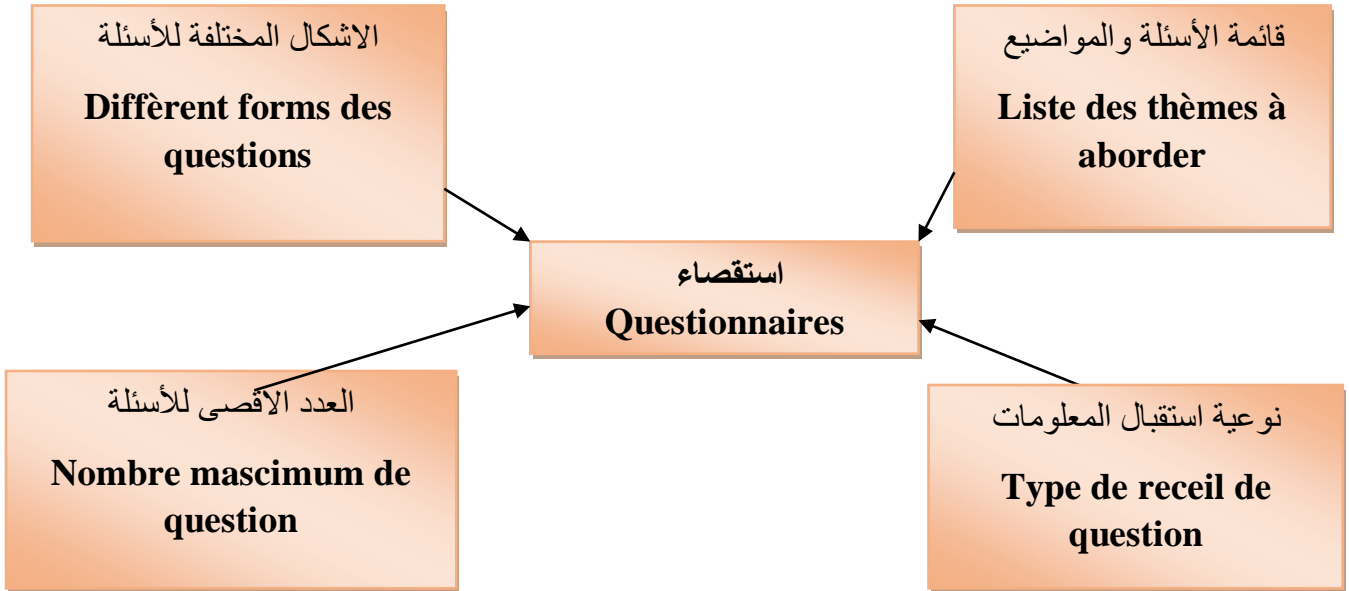 الاشكال المختلفة للأسئلة
Diffèrent forms des
questions
قائمة الأسئلة والمواضيع
Liste des thèmes à
aborder
استقصاء
Questionnaires
العدد الاقصى للأسئلة
Nombre mascimum de
question
نوعية استقبال المعلومات
Type de receil de
question